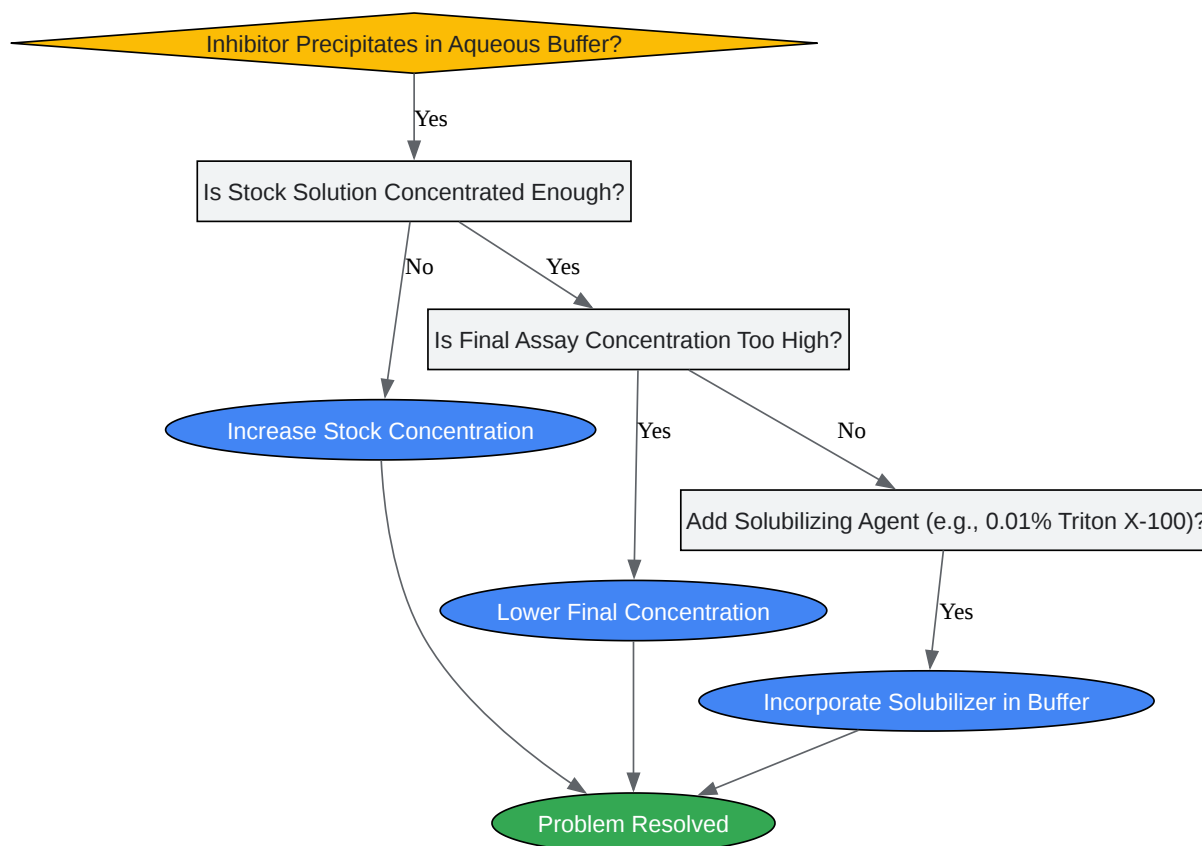 Inhibitor Precipitates in Aqueous Buffer?
Yes
Is Stock Solution Concentrated Enough?
No
Yes
Is Final Assay Concentration Too High?
Increase Stock Concentration
Yes
No
Add Solubilizing Agent (e.g., 0.01% Triton X-100)?
Lower Final Concentration
Yes
Incorporate Solubilizer in Buffer
Problem Resolved